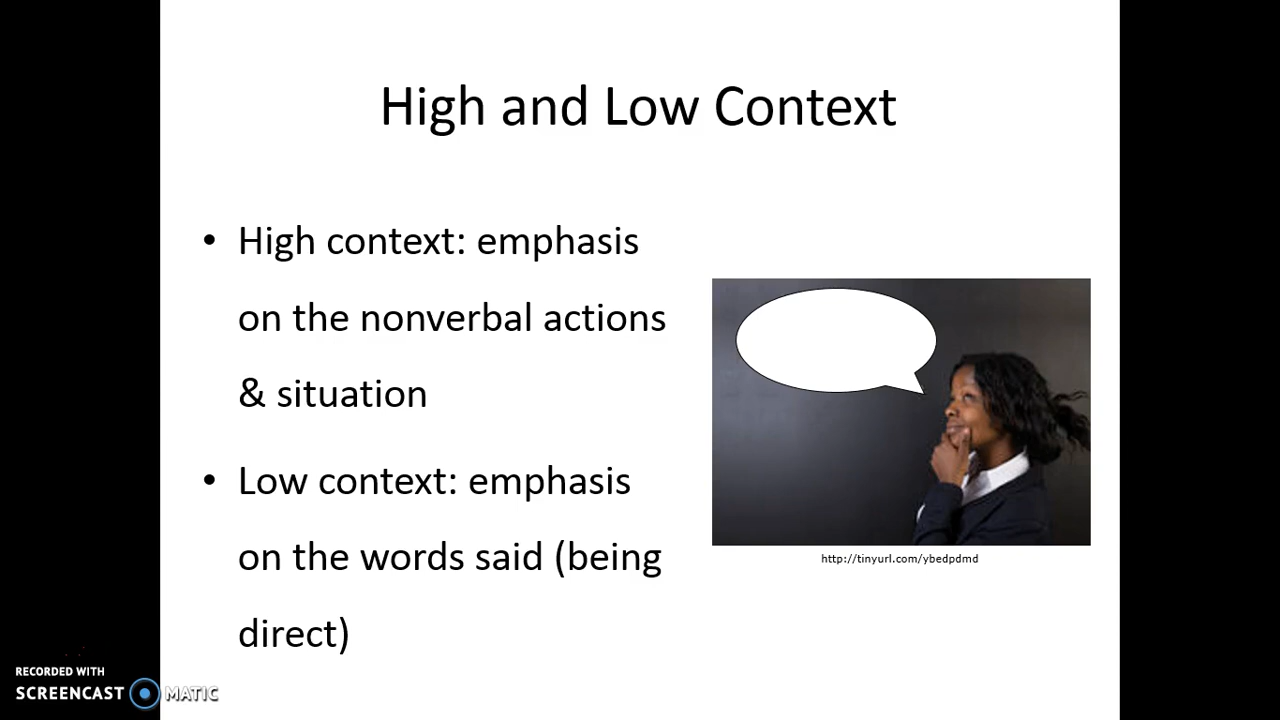 High and Low Context
• High context: emphasis
on the nonverbal actions
& situation
• Low context: emphasis
on the words said (being
direct)
http://tinyurl.com/ybedpdmd
RECORDED WITH
SCREENCAST MATIC